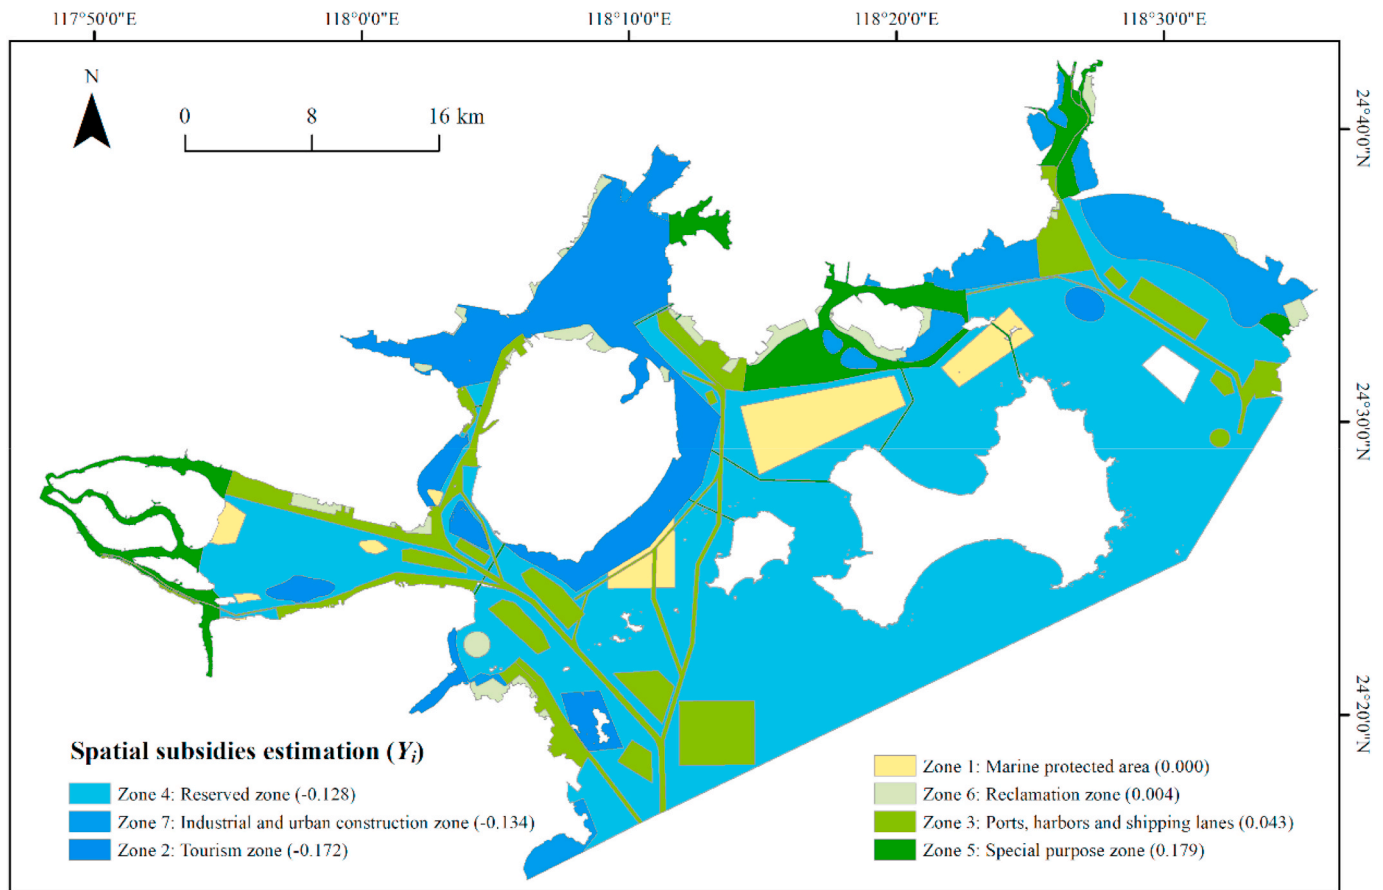 117°50'0"E 118°0'0"E 118°10'0"E 118°20'0"E 118°30'0"E
N
0 8 16 km
24°40'0"N
24°30'0"N
24°20'0"N
Spatial subsidies estimation (Yi)
Zone 4: Reserved zone (-0.128)
Zone 7: Industrial and urban construction zone (-0.134)
Zone 2: Tourism zone (-0.172)
Zone 1: Marine protected area (0.000)
Zone 6: Reclamation zone (0.004)
Zone 3: Ports, harbors and shipping lanes (0.043)
Zone 5: Special purpose zone (0.179)